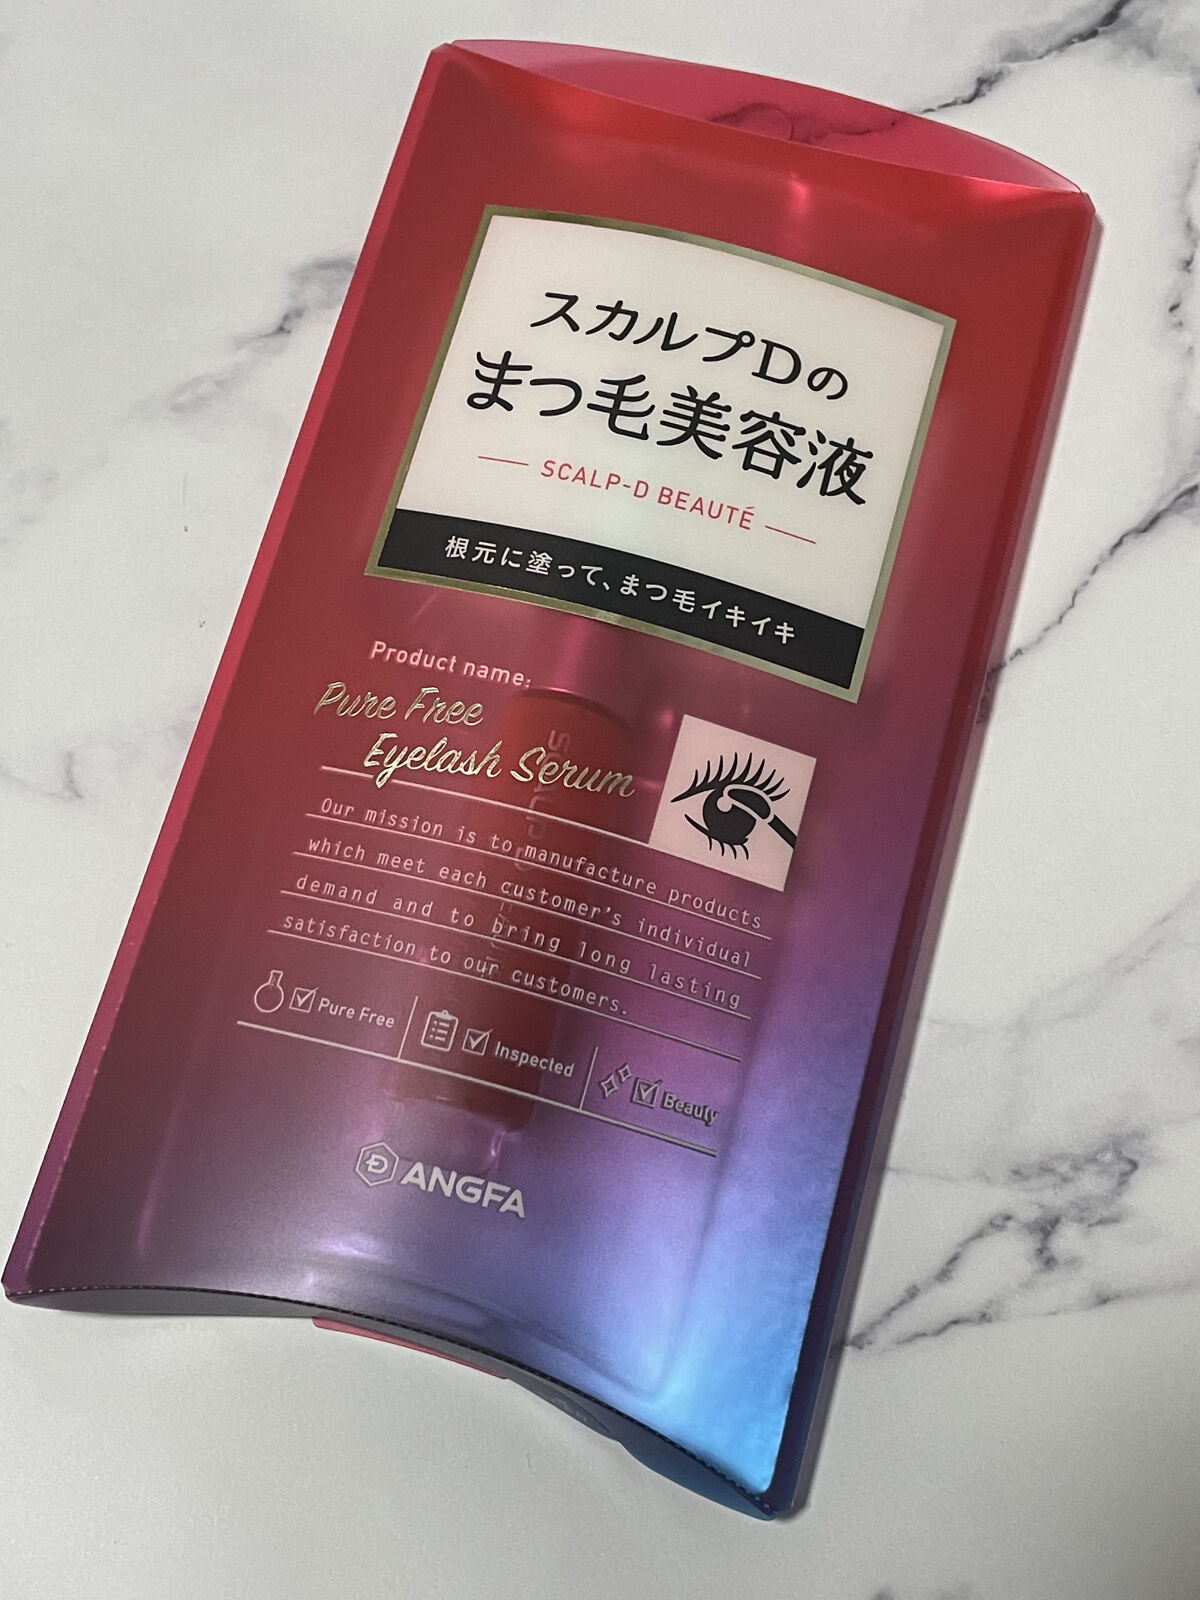 スカルプDの
まつ毛美容液
SCALP-D BEAUTÉ
根元に塗って、まつ毛イキイキ
Product name:
Pure Free
Eyelash Serum
Our mission is to manufacture products
which meet each customer's individual
demand and to bring long lasting
satisfaction to our customers.
Pure Free
Inspected
Beauty
ANGFA